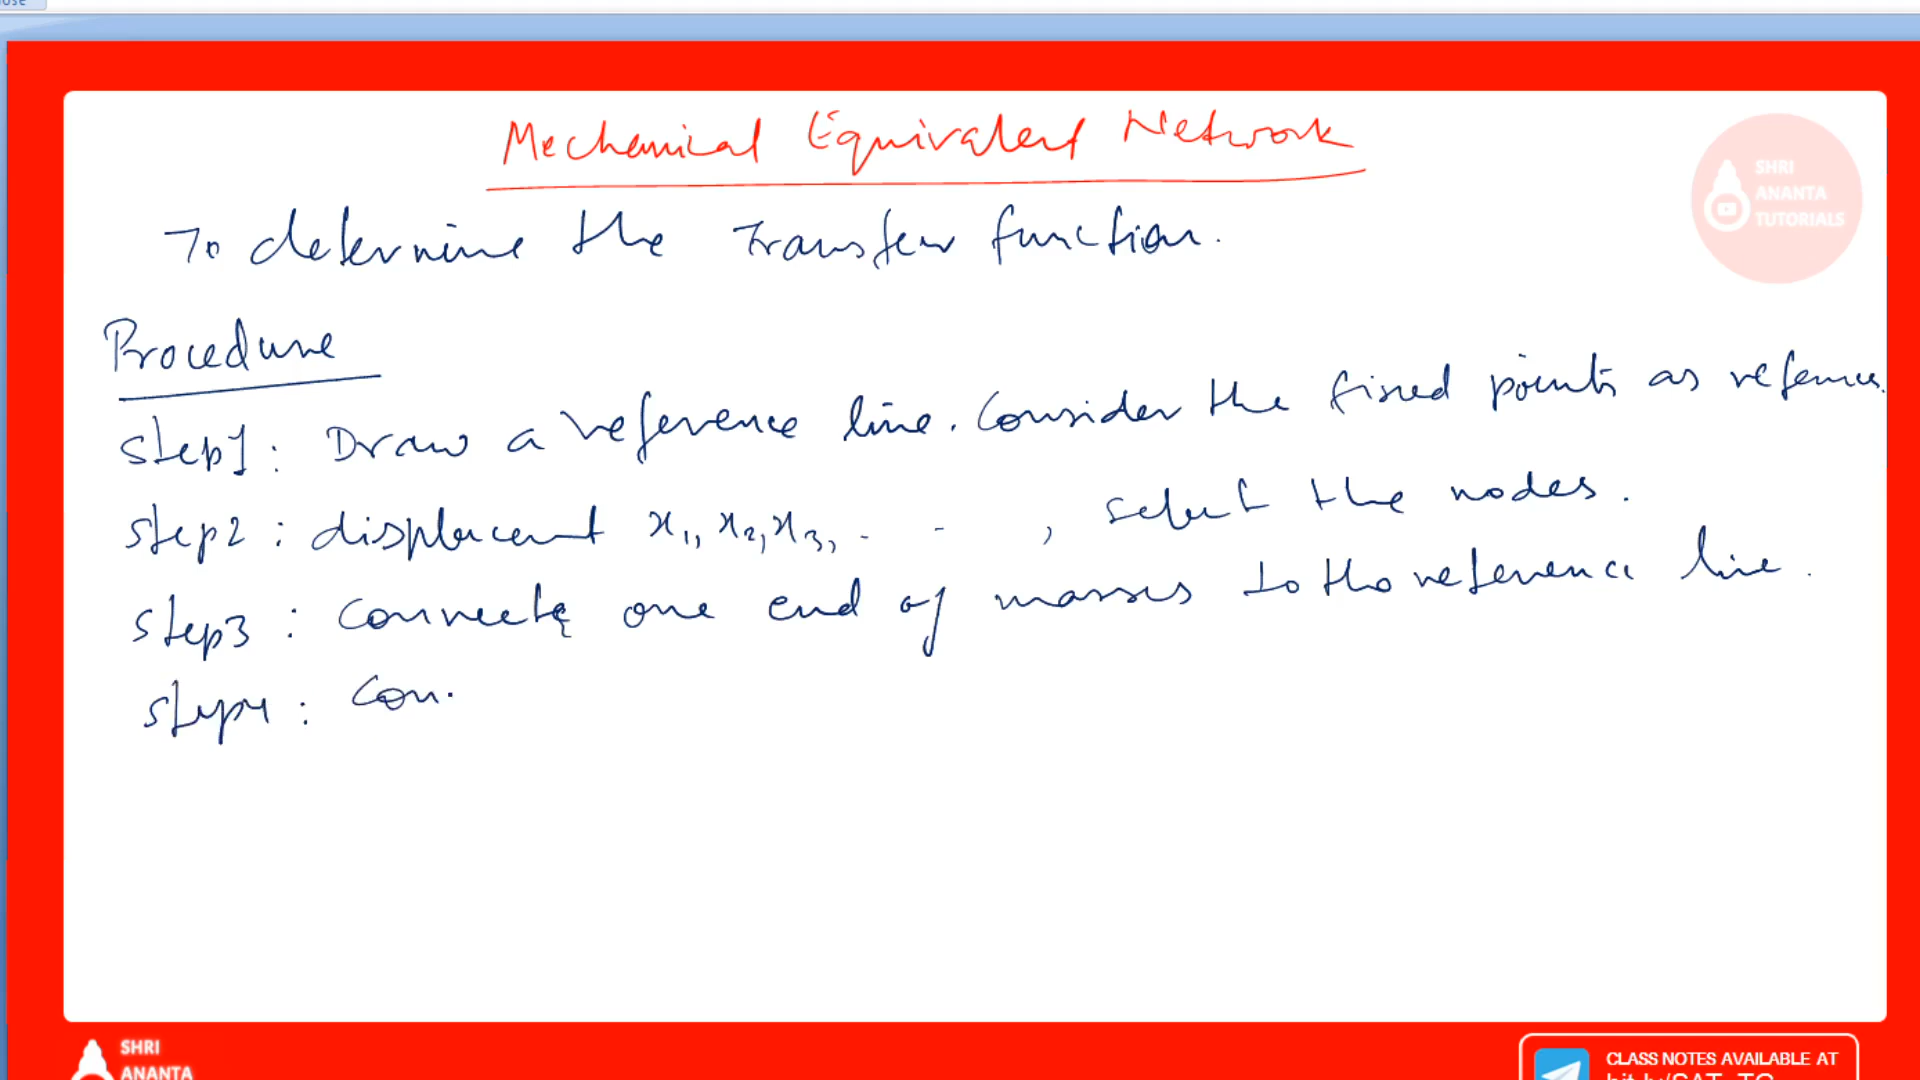 Mechanical Equivalent Network
SHRI
ANANTA
TUTORIALS
To determine the Transfer function.
Procedure
Step1: Draw a reference line. Consider the fixed points as reference.
Step2: displacement x1, x2, x3, - - , select the nodes.
Step3: Connect one end of masses to the reference line.
Step4: Con.
SHRI
ANANTA
CLASS NOTES AVAILABLE AT